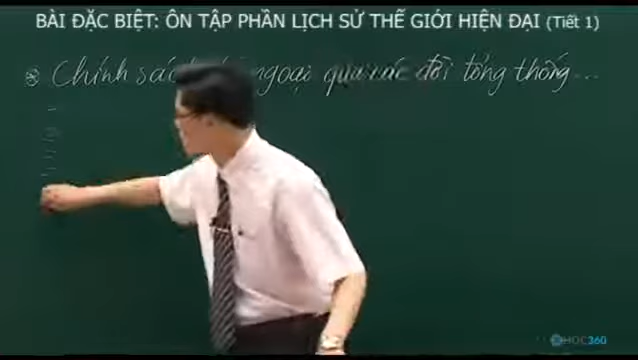 BÀI ĐẶC BIỆT: ÔN TẬP PHẦN LỊCH SỬ THẾ GIỚI HIỆN ĐẠI (Tiết 1)
Chính ngoại qua các đời tổng thống...
HOC360